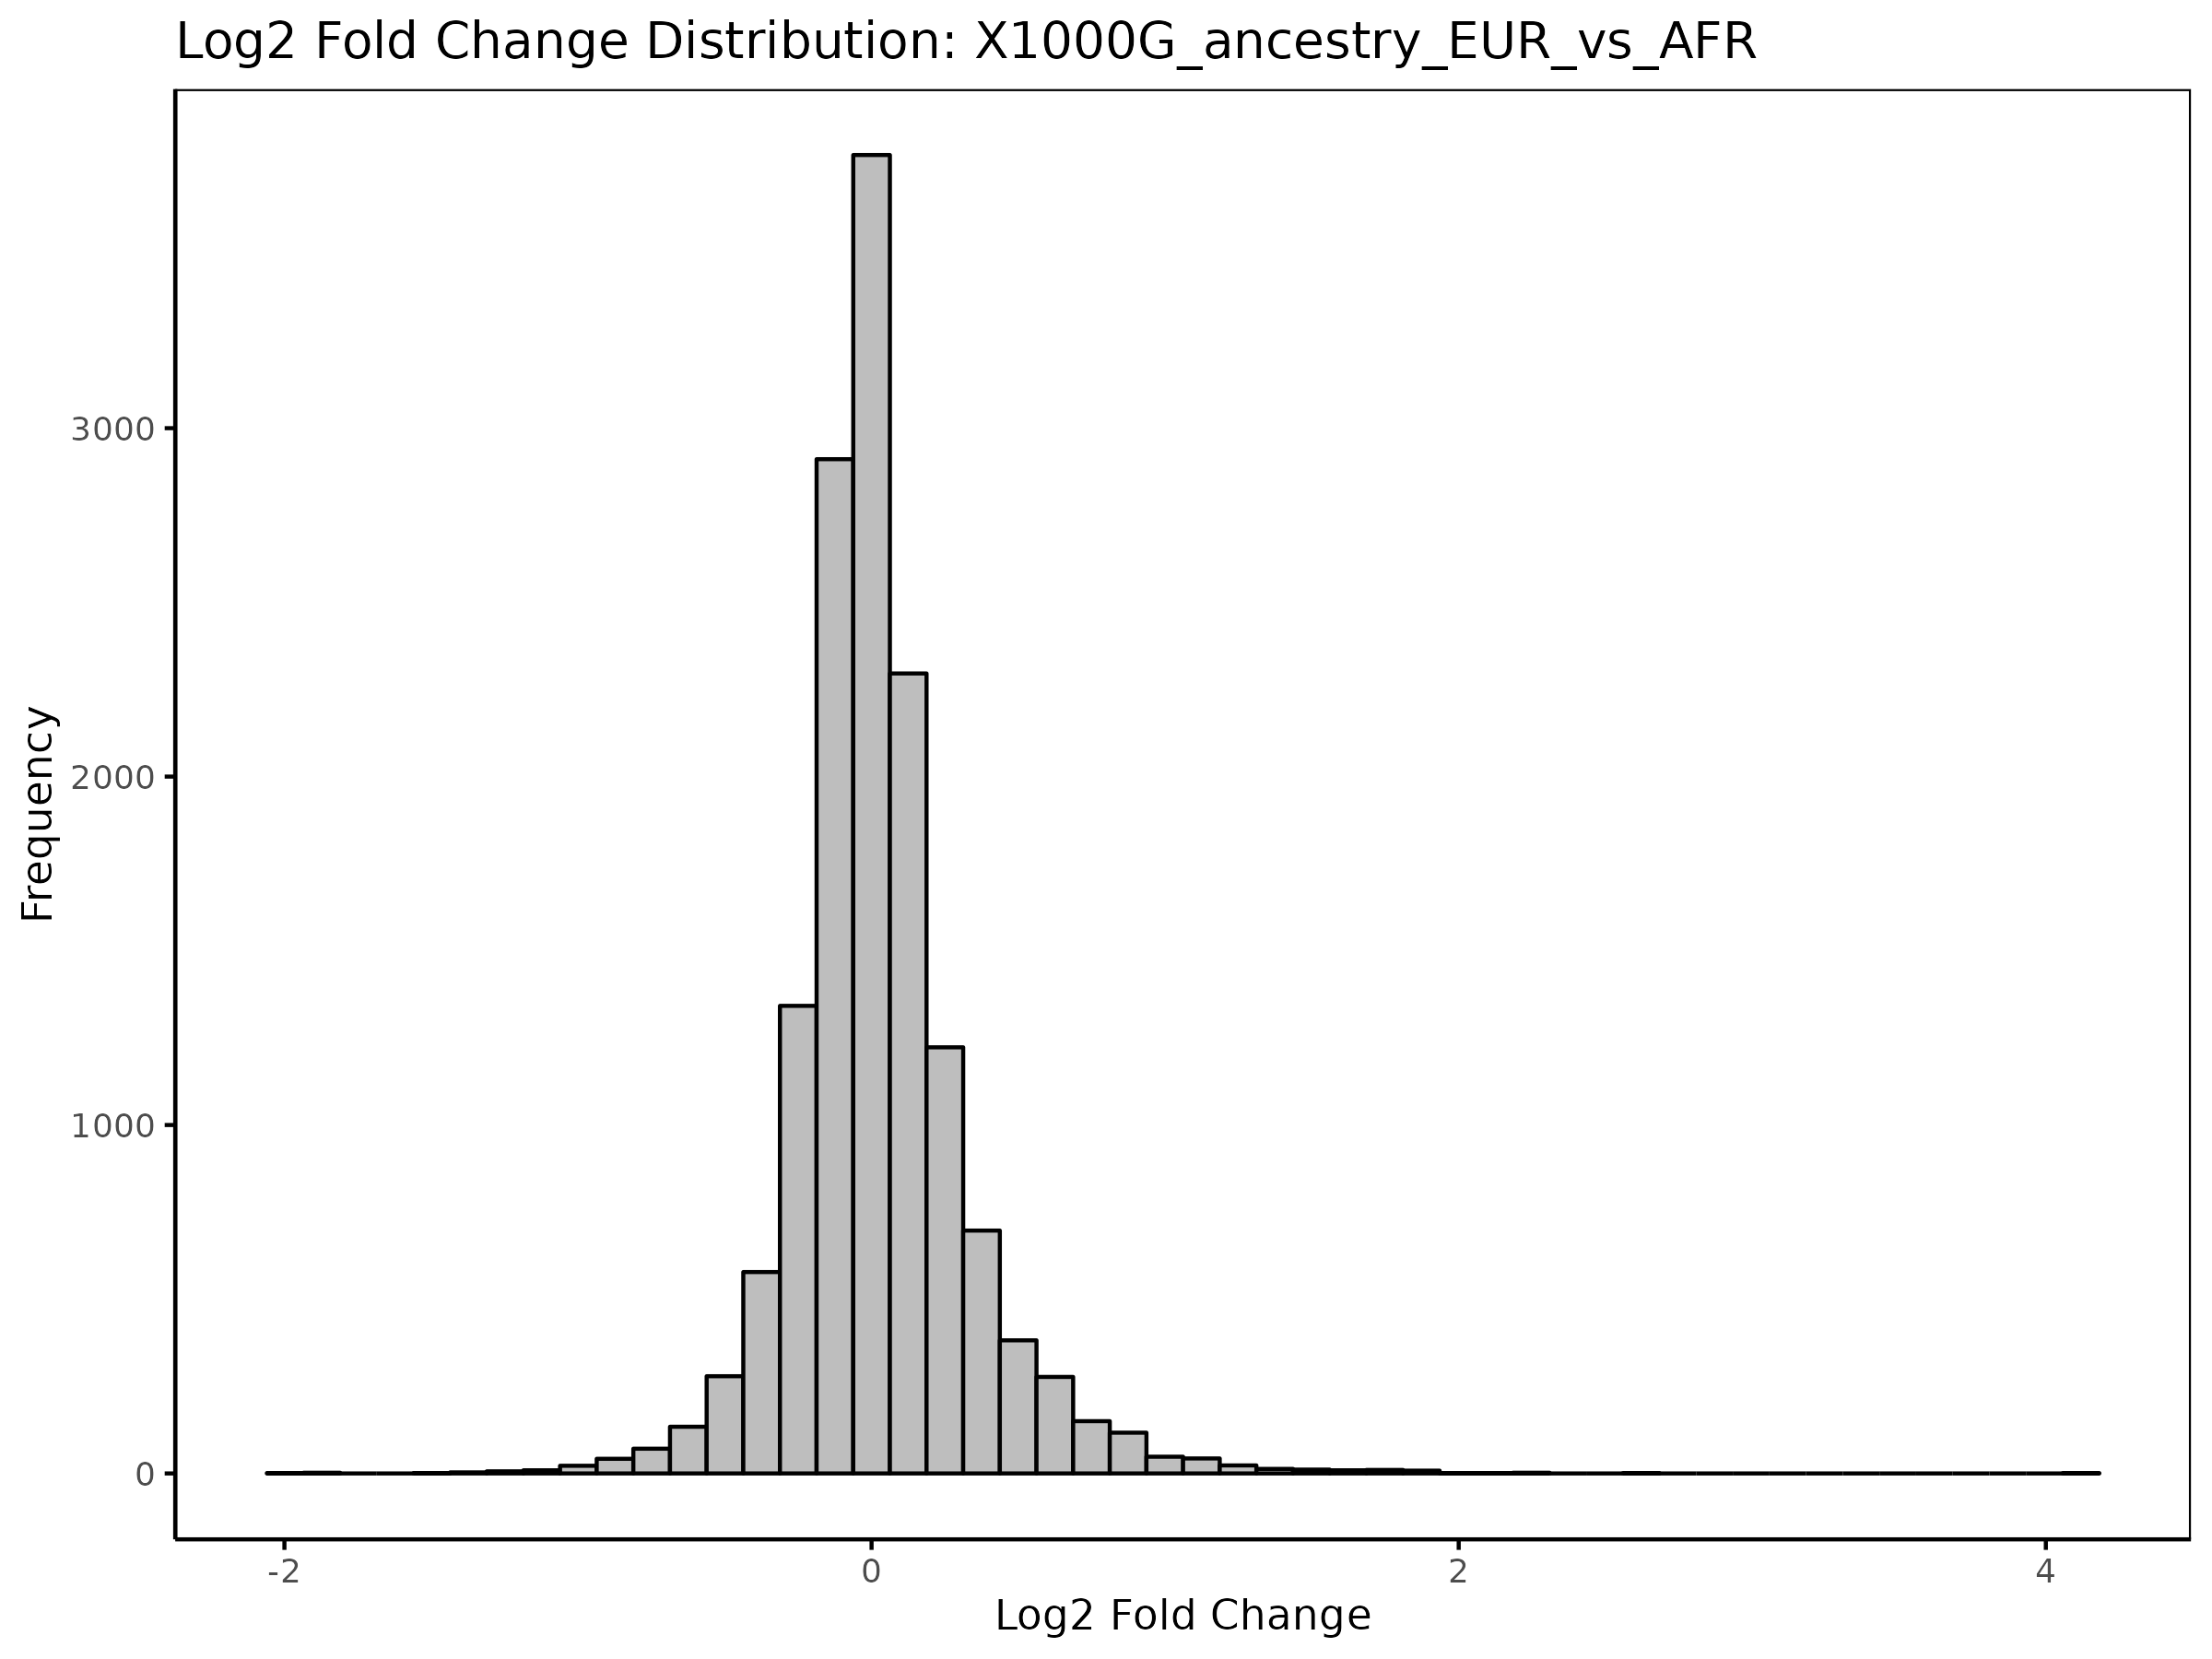 Log2 Fold Change Distribution: X1000G_ancestry_EUR_vs_AFR
Frequency
3000
2000
1000
0
-2 0 2 4
Log2 Fold Change